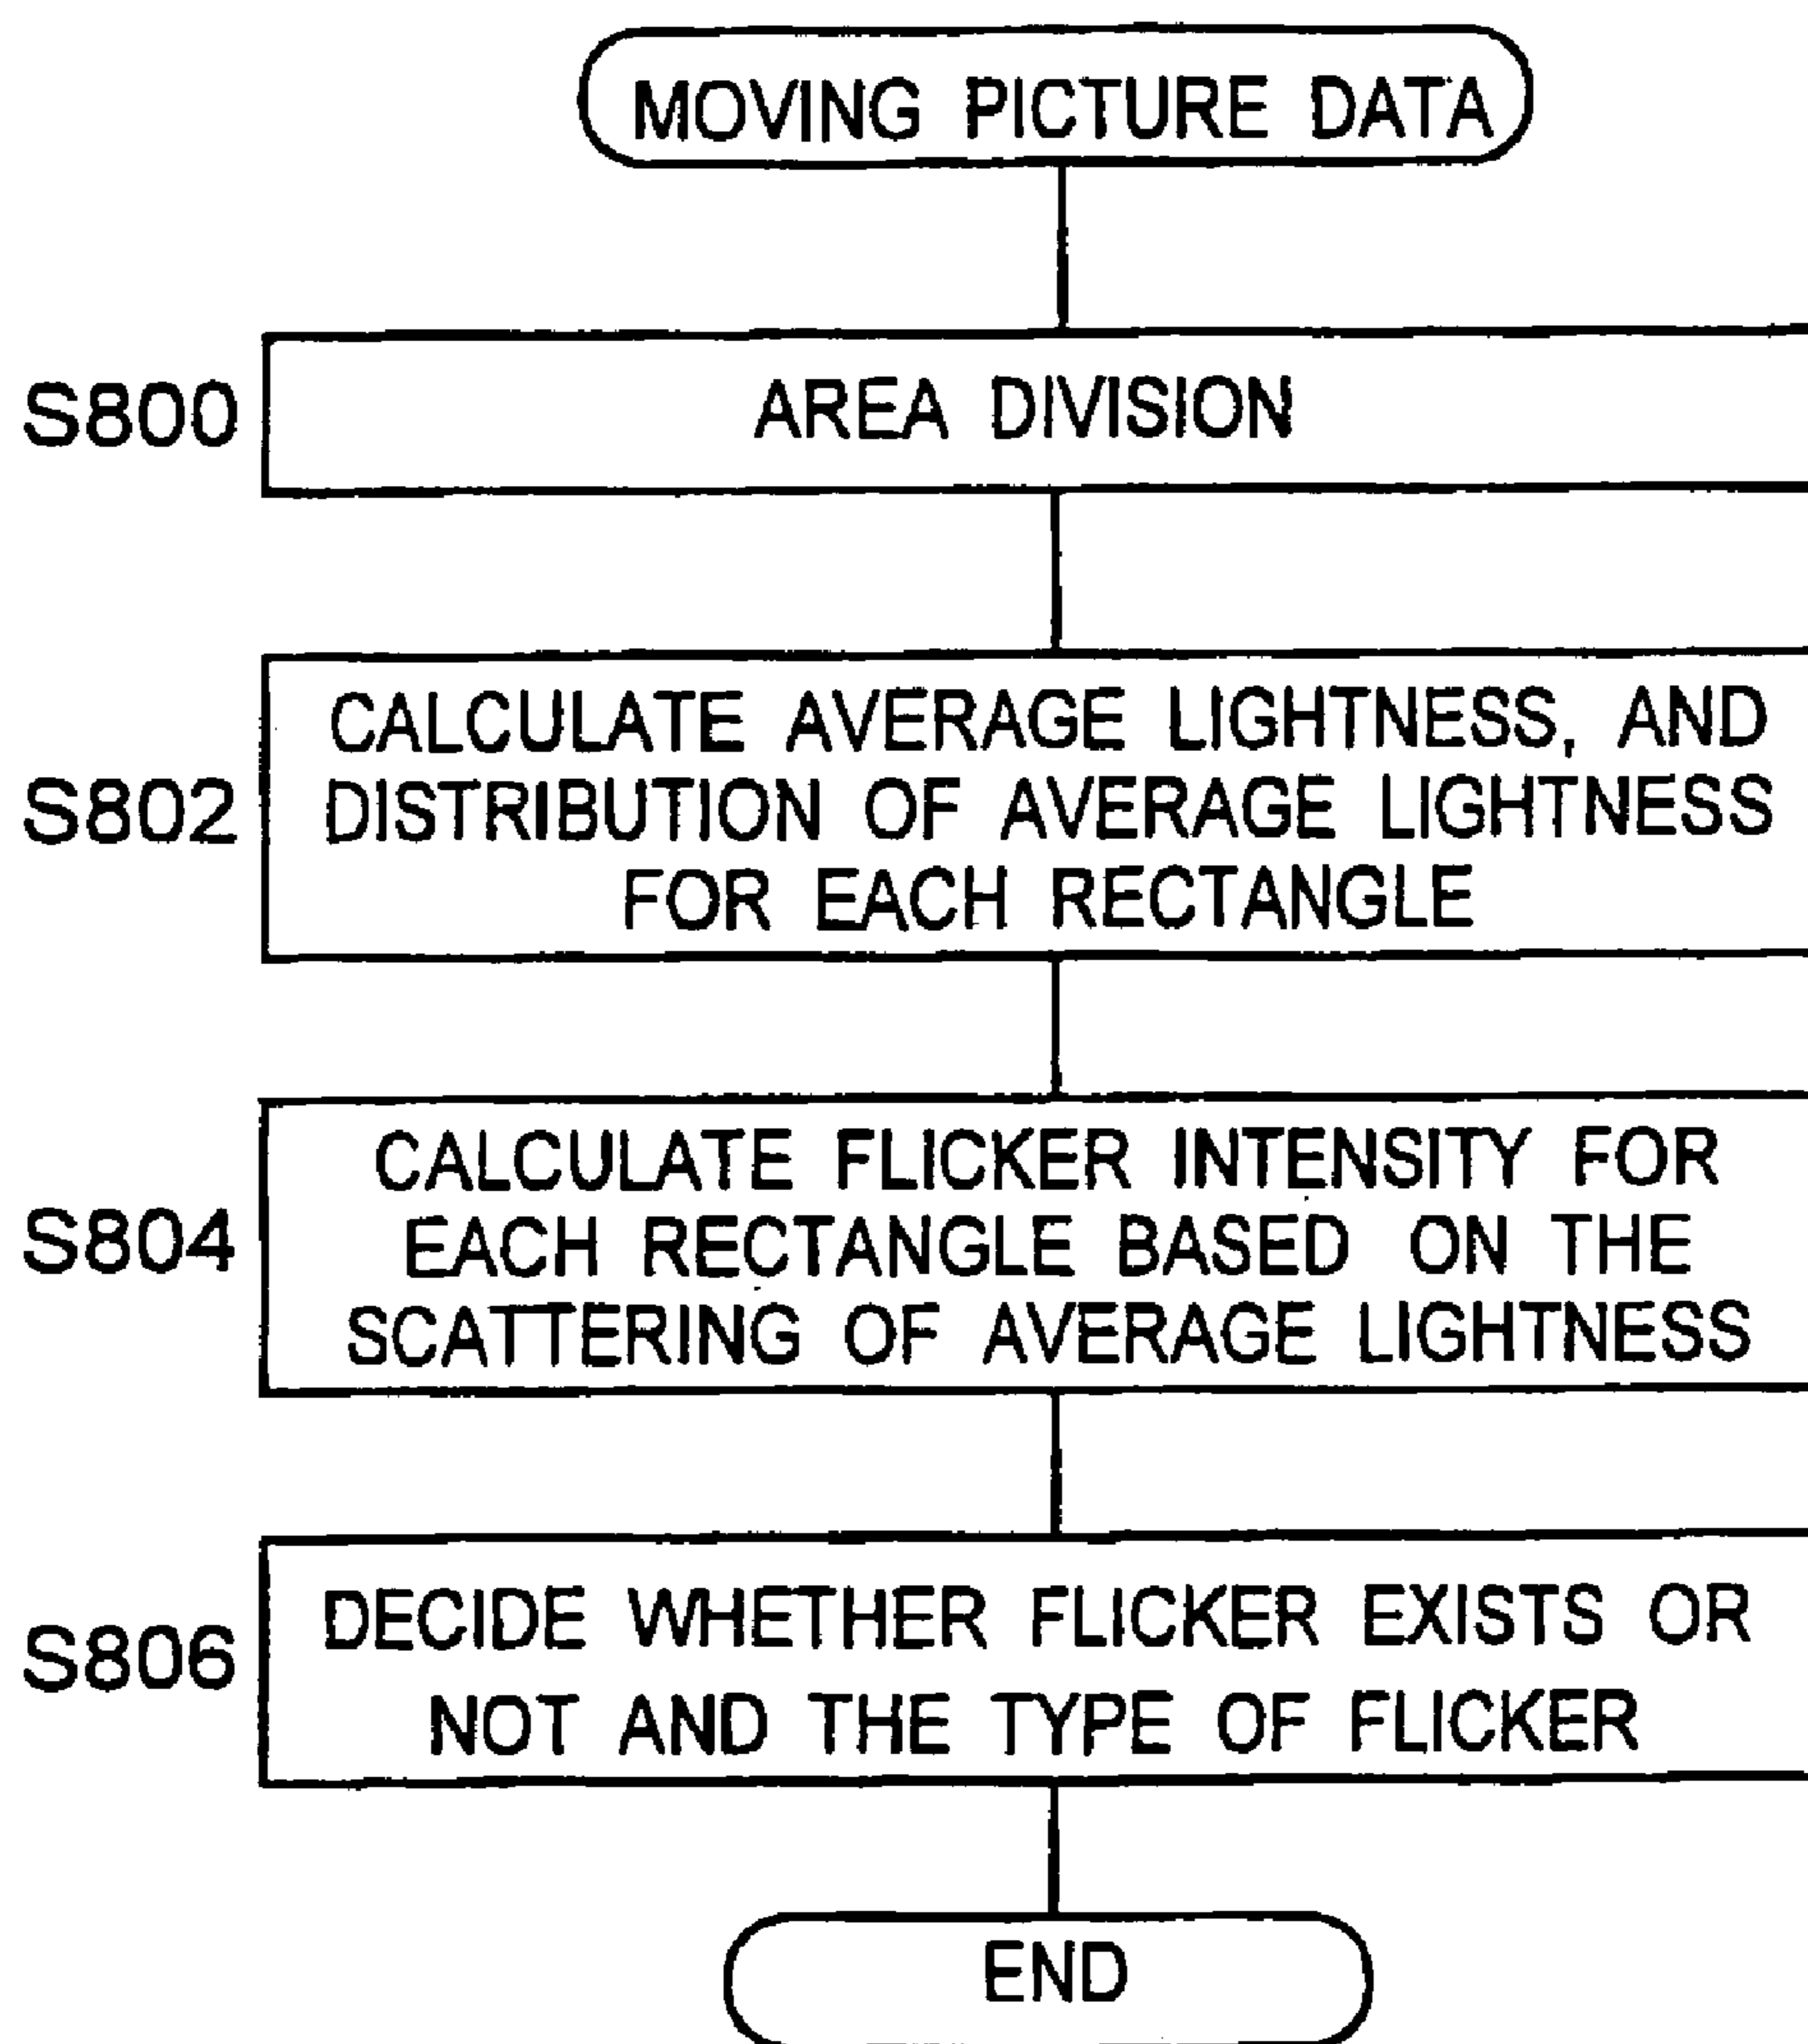 MOVING PICTURE DATA
S800
AREA DIVISION
S802
CALCULATE AVERAGE LIGHTNESS, AND
DISTRIBUTION OF AVERAGE LIGHTNESS
FOR EACH RECTANGLE
S804
CALCULATE FLICKER INTENSITY FOR
EACH RECTANGLE BASED ON THE
SCATTERING OF AVERAGE LIGHTNESS
S806
DECIDE WHETHER FLICKER EXISTS OR
NOT AND THE TYPE OF FLICKER
END